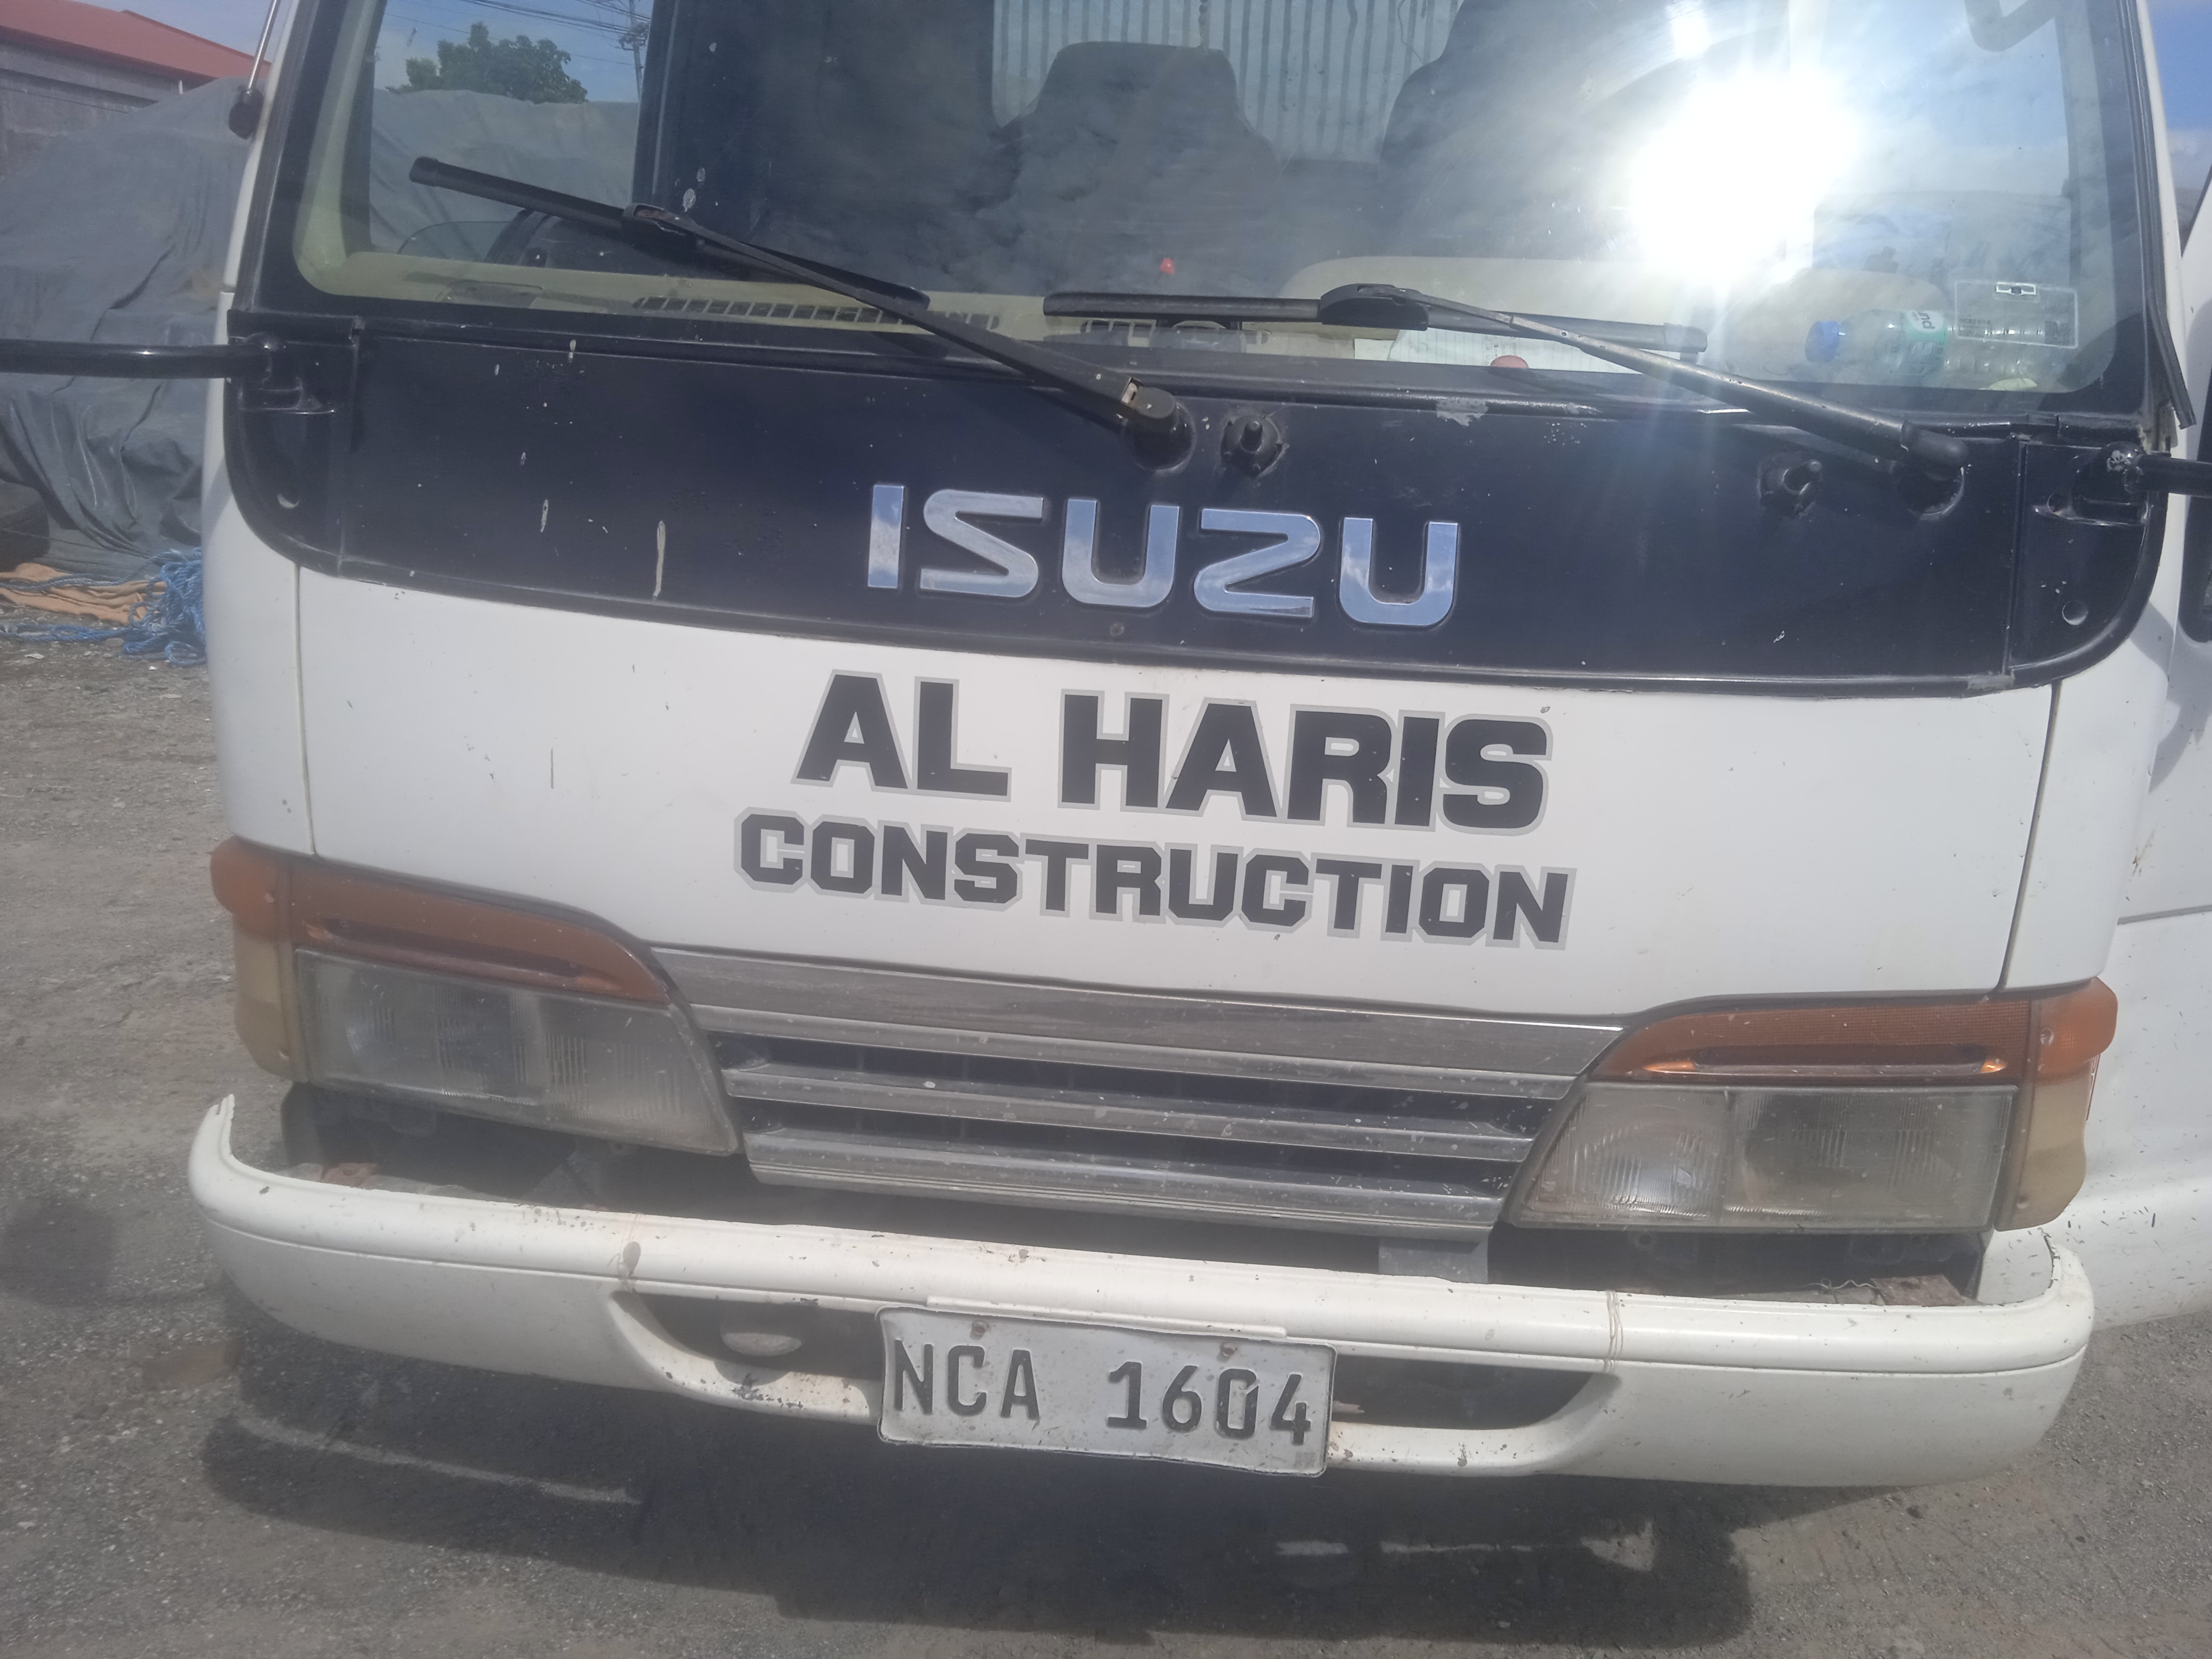 ISUZU
AL HARIS
CONSTRUCTION
NCA 1604